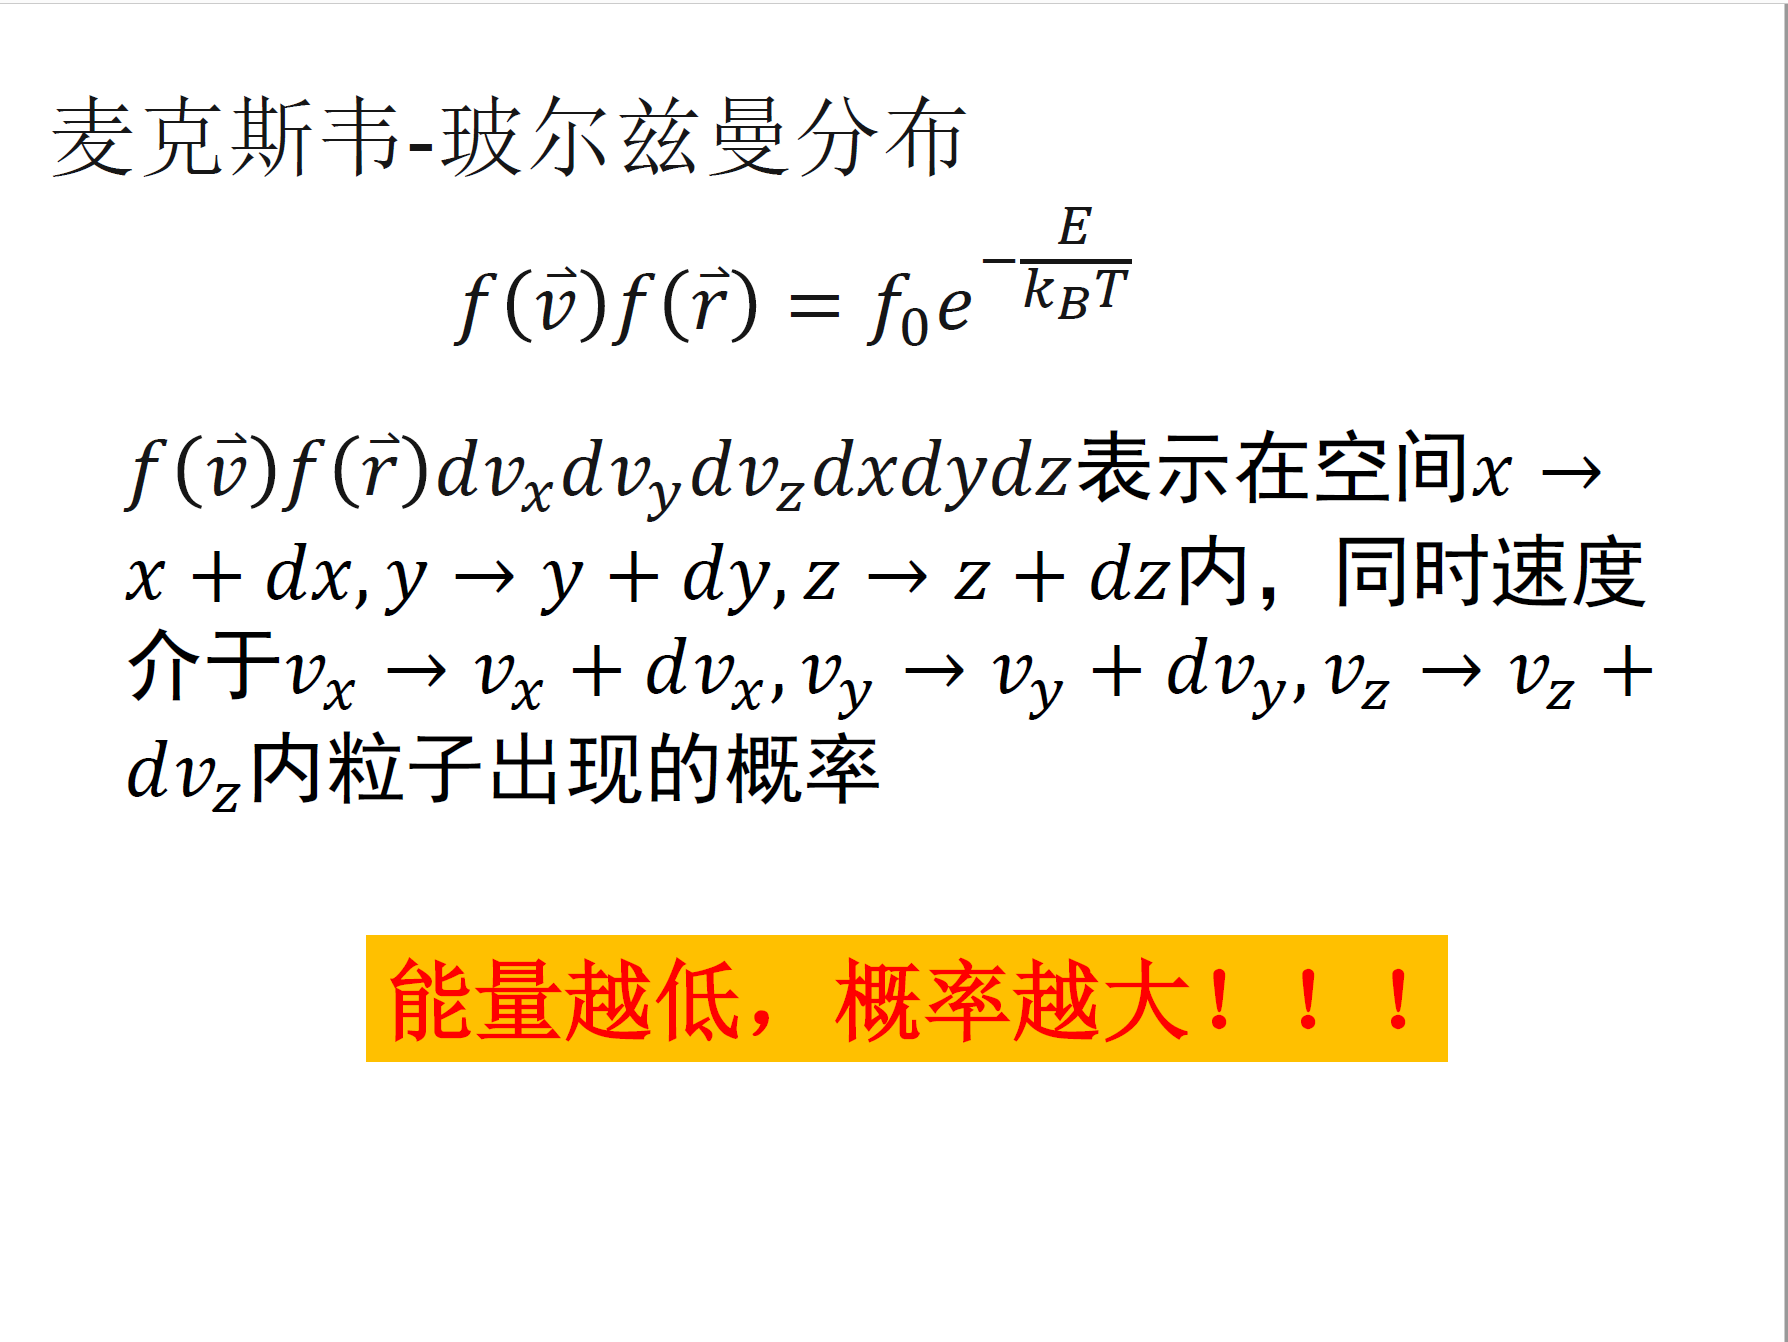 麦克斯韦-玻尔兹曼分布
$f(\vec{v})f(\vec{r}) = f_0 e^{-\frac{E}{k_B T}}$
$f(\vec{v})f(\vec{r})dv_x dv_y dv_z dxdydz$表示在空间$x \rightarrow$
$x + dx, y \rightarrow y + dy, z \rightarrow z + dz$内，同时速度
介于$v_x \rightarrow v_x + dv_x, v_y \rightarrow v_y + dv_y, v_z \rightarrow v_z +$
$dv_z$内粒子出现的概率
能量越低，概率越大！！！